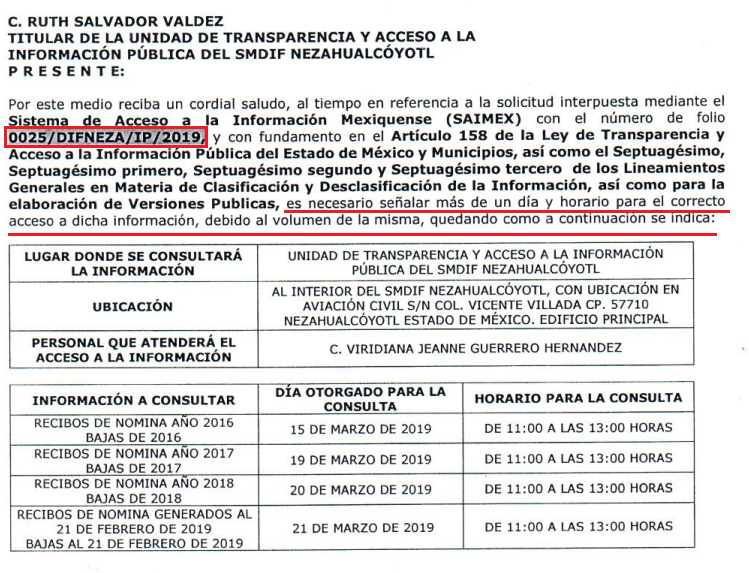 C. RUTH SALVADOR VALDEZ
TITULAR DE LA UNIDAD DE TRANSPARENCIA Y ACCESO A LA
INFORMACIÓN PÚBLICA DEL SMDIF NEZAHUALCÓYOTL
P R E S E N T E:
Por este medio reciba un cordial saludo, al tiempo en referencia a la solicitud interpuesta mediante el
Sistema de Acceso a la Información Mexiquense (SAIMEX) con el número de folio
0025/DIFNEZA/IP/2019, y con fundamento en el Artículo 158 de la Ley de Transparencia y
Acceso a la Información Pública del Estado de México y Municipios, así como el Septuagésimo,
Septuagésimo primero, Septuagésimo segundo y Septuagésimo tercero de los Lineamientos
Generales en Materia de Clasificación y Desclasificación de la Información, así como para la
elaboración de Versiones Publicas, es necesario señalar más de un día y horario para el correcto
acceso a dicha información, debido al volumen de la misma, quedando como a continuación se indica:
LUGAR DONDE SE CONSULTARÁ
LA INFORMACIÓN
UNIDAD DE TRANSPARENCIA Y ACCESO A LA INFORMACIÓN
PÚBLICA DEL SMDIF NEZAHUALCÓYOTL
UBICACIÓN
AL INTERIOR DEL SMDIF NEZAHUALCÓYOTL, CON UBICACIÓN EN
AVIACIÓN CIVIL S/N COL. VICENTE VILLADA CP. 57710
NEZAHUALCÓYOTL ESTADO DE MÉXICO. EDIFICIO PRINCIPAL
PERSONAL QUE ATENDERÁ EL
ACCESO A LA INFORMACIÓN
C. VIRIDIANA JEANNE GUERRERO HERNANDEZ
INFORMACIÓN A CONSULTAR
DÍA OTORGADO PARA LA
CONSULTA
HORARIO PARA LA CONSULTA
RECIBOS DE NOMINA AÑO 2016
BAJAS DE 2016
15 DE MARZO DE 2019
DE 11:00 A LAS 13:00 HORAS
RECIBOS DE NOMINA AÑO 2017
BAJAS DE 2017
19 DE MARZO DE 2019
DE 11:00 A LAS 13:00 HORAS
RECIBOS DE NOMINA AÑO 2018
BAJAS DE 2018
20 DE MARZO DE 2019
DE 11:00 A LAS 13:00 HORAS
RECIBOS DE NOMINA GENERADOS AL
21 DE FEBRERO DE 2019
BAJAS AL 21 DE FEBRERO DE 2019
21 DE MARZO DE 2019
DE 11:00 A LAS 13:00 HORAS